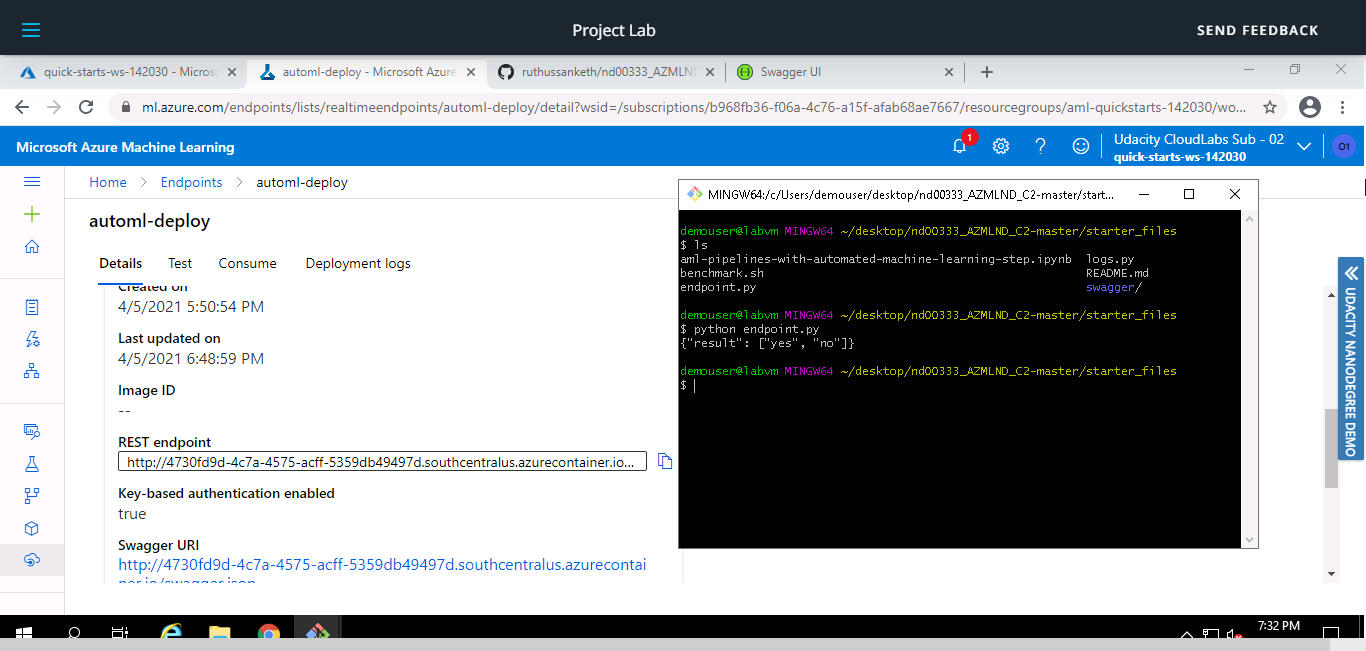 Project Lab
SEND FEEDBACK
quick-starts-ws-142030 - Micros
automl-deploy - Microsoft Azure
ruthussanketh/nd00333_AZMLN
Swagger UI
ml.azure.com/endpoints/lists/realtimeendpoints/automl-deploy/detail?wsid=/subscriptions/b968fb36-f06a-4c76-a15f-afab68ae7667/resourcegroups/aml-quickstarts-142030/wo...
Microsoft Azure Machine Learning
1
Udacity CloudLabs Sub - 02
quick-starts-ws-142030
O1
Home > Endpoints > automl-deploy
automl-deploy
Details Test Consume Deployment logs
Created on
4/5/2021 5:50:54 PM
Last updated on
4/5/2021 6:48:59 PM
Image ID
--
REST endpoint
http://4730fd9d-4c7a-4575-acff-5359db49497d.southcentralus.azurecontainer.io...
Key-based authentication enabled
true
Swagger URI
http://4730fd9d-4c7a-4575-acff-5359db49497d.southcentralus.azurecontai
ner.io/swagger.json
MINGW64:/c/Users/demouser/desktop/nd00333_AZMLND_C2-master/start...
demouser@labvm MINGW64 ~/desktop/nd00333_AZMLND_C2-master/starter_files
$ ls
aml-pipelines-with-automated-machine-learning-step.ipynb logs.py
benchmark.sh README.md
endpoint.py swagger/
demouser@labvm MINGW64 ~/desktop/nd00333_AZMLND_C2-master/starter_files
$ python endpoint.py
{"result": ["yes", "no"]}
demouser@labvm MINGW64 ~/desktop/nd00333_AZMLND_C2-master/starter_files
$
UDACITY NANODEGREE DEMO
7:32 PM